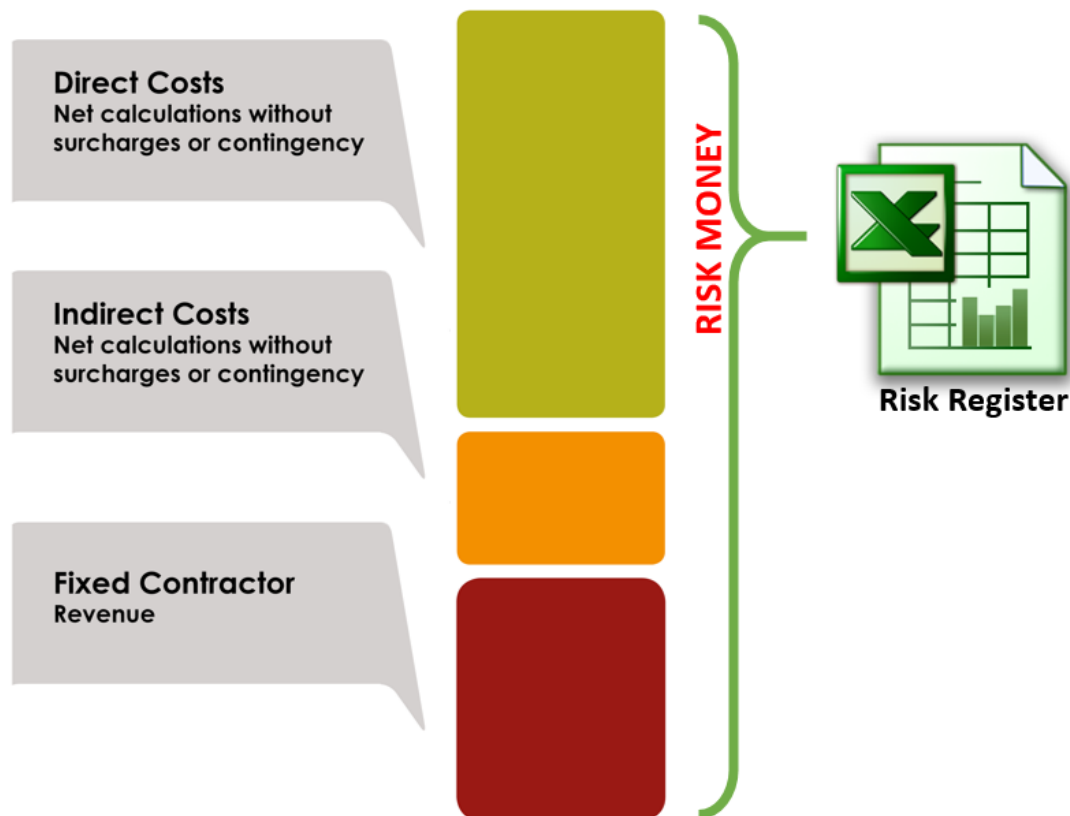 Direct Costs
Net calculations without
surcharges or contingency
Indirect Costs
Net calculations without
surcharges or contingency
Fixed Contractor
Revenue
RISK MONEY
Risk Register